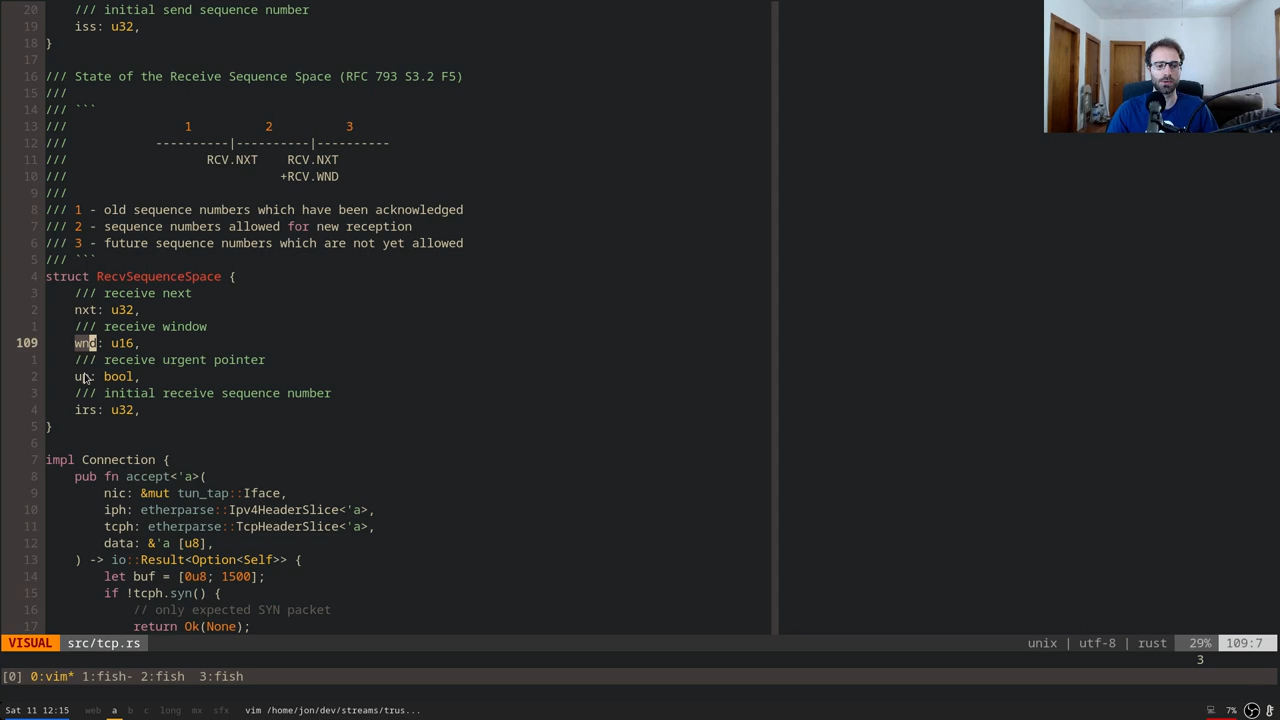 20 /// initial send sequence number
19 iss: u32,
18 }
17
16 /// State of the Receive Sequence Space (RFC 793 S3.2 F5)
15 ///
14 /// ```
13 /// 1 2 3
12 /// ----------|----------|----------
11 /// RCV.NXT RCV.NXT
10 /// +RCV.WND
9 ///
8 /// 1 - old sequence numbers which have been acknowledged
7 /// 2 - sequence numbers allowed for new reception
6 /// 3 - future sequence numbers which are not yet allowed
5 /// ```
4 struct RecvSequenceSpace {
3 /// receive next
2 nxt: u32,
1 /// receive window
109 wnd: u16,
1 /// receive urgent pointer
2 up: bool,
3 /// initial receive sequence number
4 irs: u32,
5 }
6
7 impl Connection {
8 pub fn accept<'a>(
9 nic: &mut tun_tap::Iface,
10 iph: etherparse::Ipv4HeaderSlice<'a>,
11 tcph: etherparse::TcpHeaderSlice<'a>,
12 data: &'a [u8],
13 ) -> io::Result<Option<Self>> {
14 let buf = [0u8; 1500];
15 if !tcph.syn() {
16 // only expected SYN packet
17 return Ok(None);
VISUAL src/tcp.rs unix | utf-8 | rust 29% 109:7
3
[0] 0:vim* 1:fish- 2:fish 3:fish
Sat 11 12:15 web a b c long mx sfx vim /home/jon/dev/streams/trus... 7%